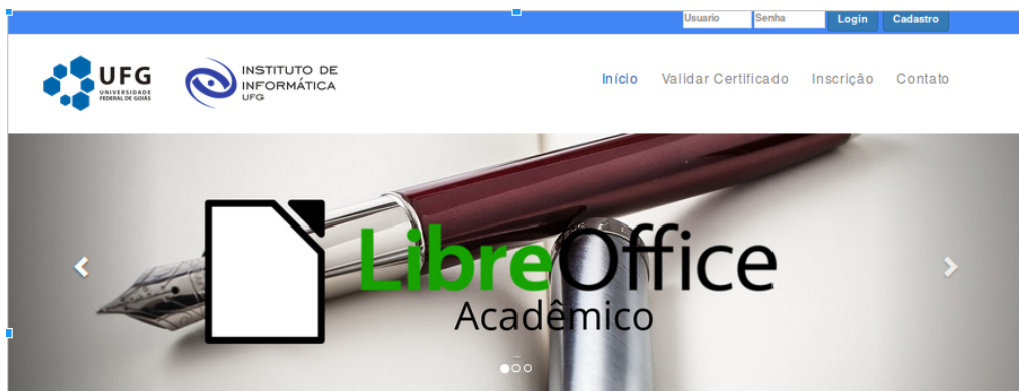 Usuario Senha Login Cadastro
UFG
UNIVERSIDADE
FEDERAL DE GOIÁS
INSTITUTO DE
INFORMÁTICA
UFG
Início Validar Certificado Inscrição Contato
LibreOffice
Acadêmico